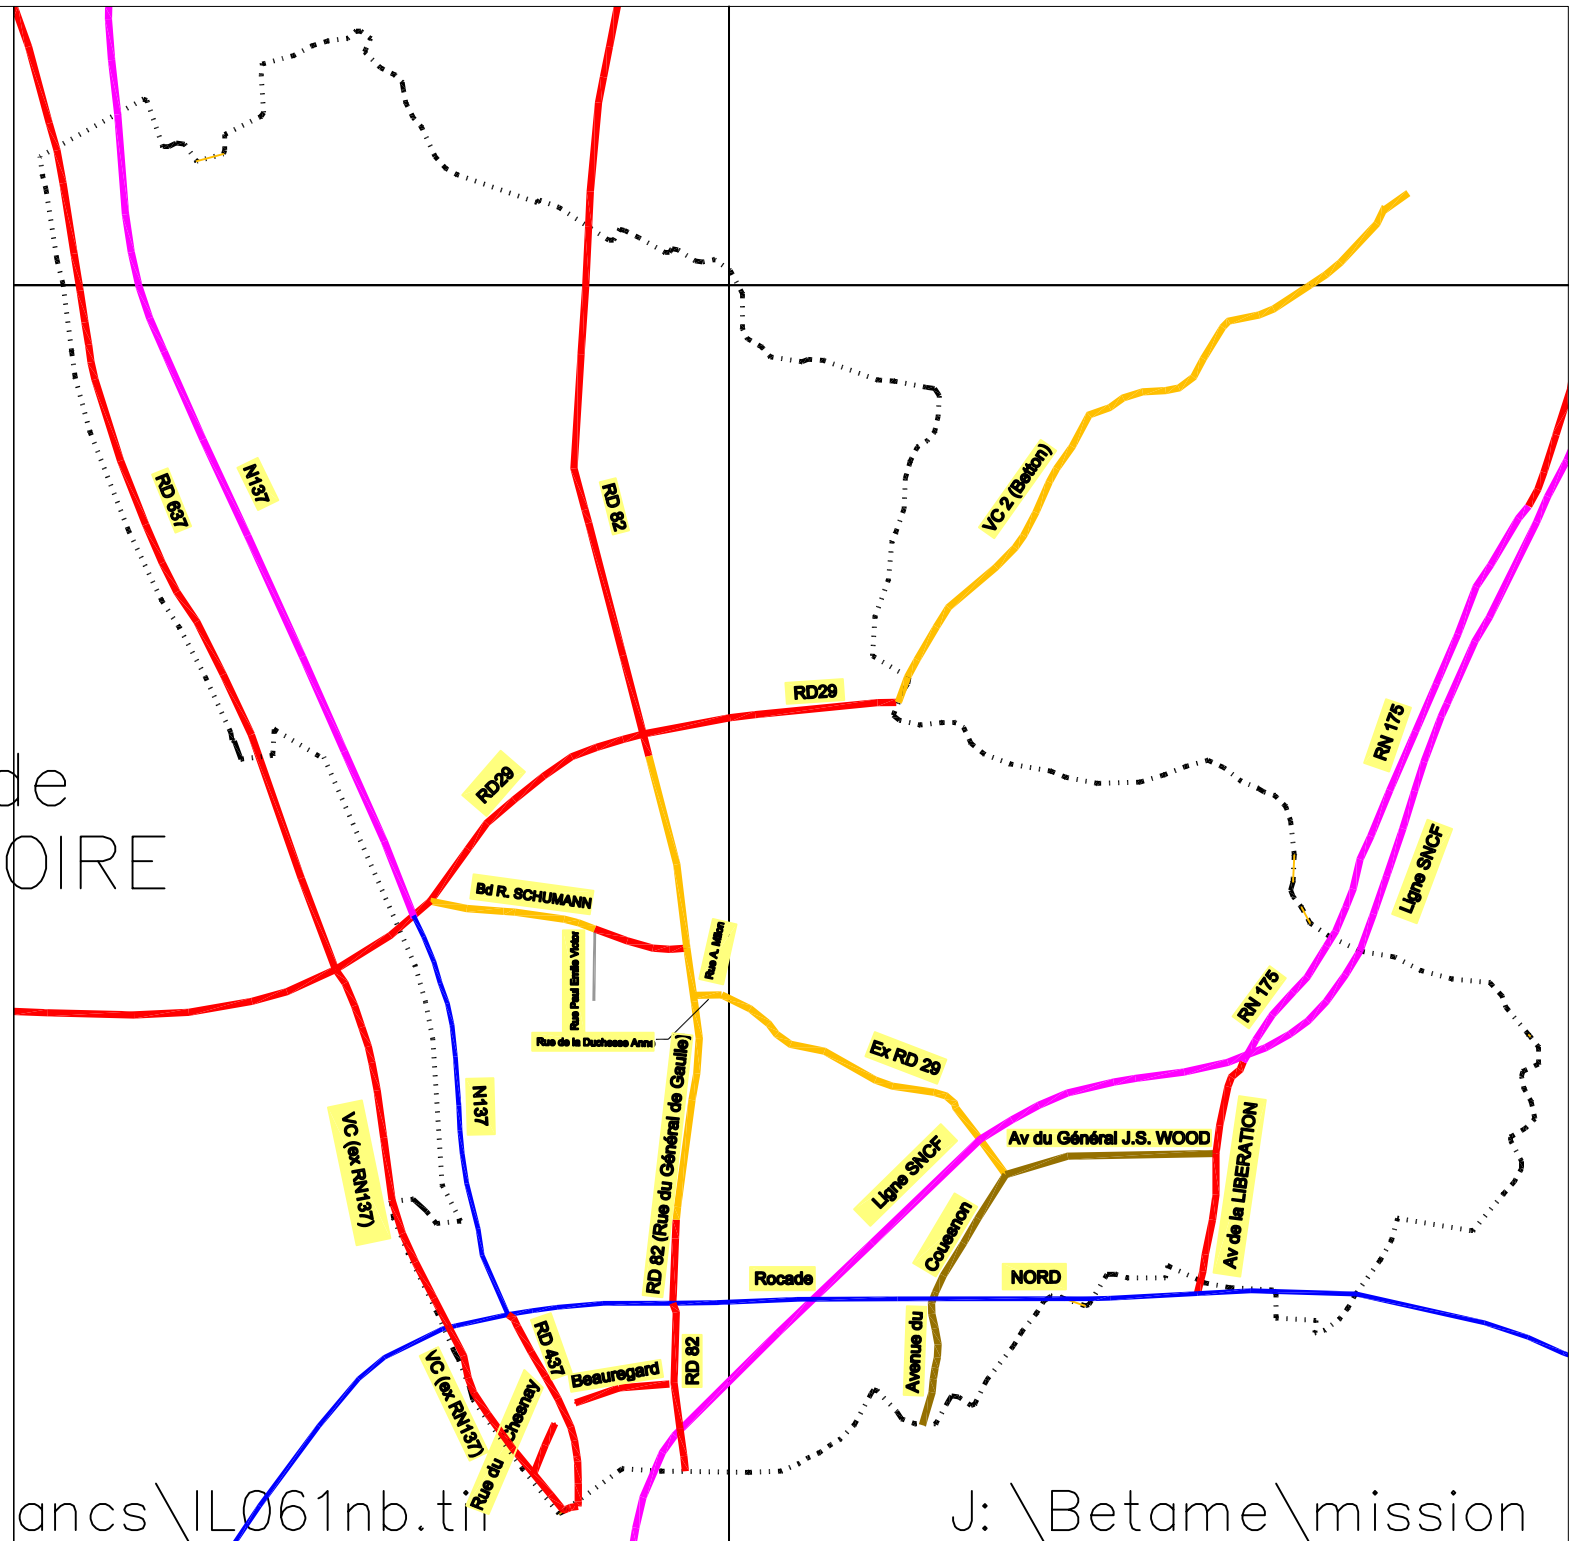 RD 637
N137
RD 82
VC 2 (Betton)
RD29
RN 175
RD29
de
OIRE
Ligne SNCF
Bd R. SCHUMANN
Rue A. Milon
Rue Paul Emile Victor
Rue de la Duchesse Anne
RN 175
Ex RD 29
N137
VC (ex RN137)
RD 82 (Rue du Général de Gaulle)
Ligne SNCF
Av du Général J.S. WOOD
Av de la LIBERATION
Couesnon
Rocade
NORD
Avenue du
RD 437
RD 82
Beauregard
VC (ex RN137)
Rue du Chesnay
ancs\IL061nb.tif
J: \Betame\mission